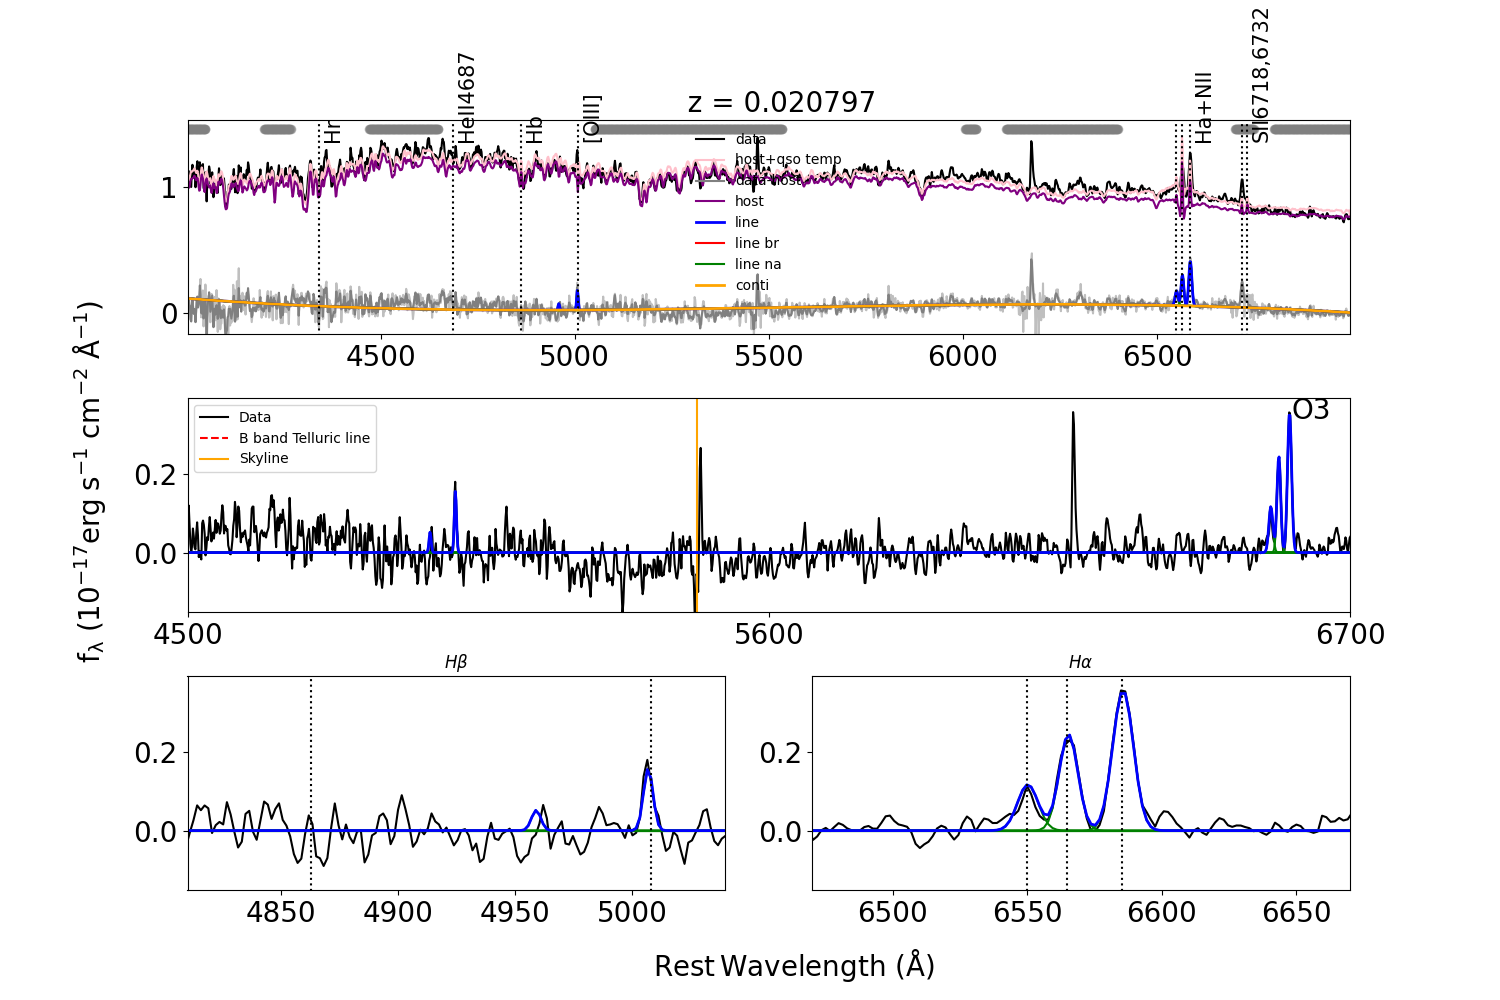 z = 0.020797
Hr
HeII4687
Hb
[OIII]
Ha+NII
SII6718,6732
data
host+qso temp
data-host
host
line
line br
line na
conti
1
0
4500 5000 5500 6000 6500
Data
B band Telluric line
Skyline
O3
0.2
0.0
4500 5600 6700
fλ (10−17erg s−1 cm−2 Å−1)
Hβ
0.2
0.0
4850 4900 4950 5000
Hα
0.2
0.0
6500 6550 6600 6650
Rest Wavelength (Å)